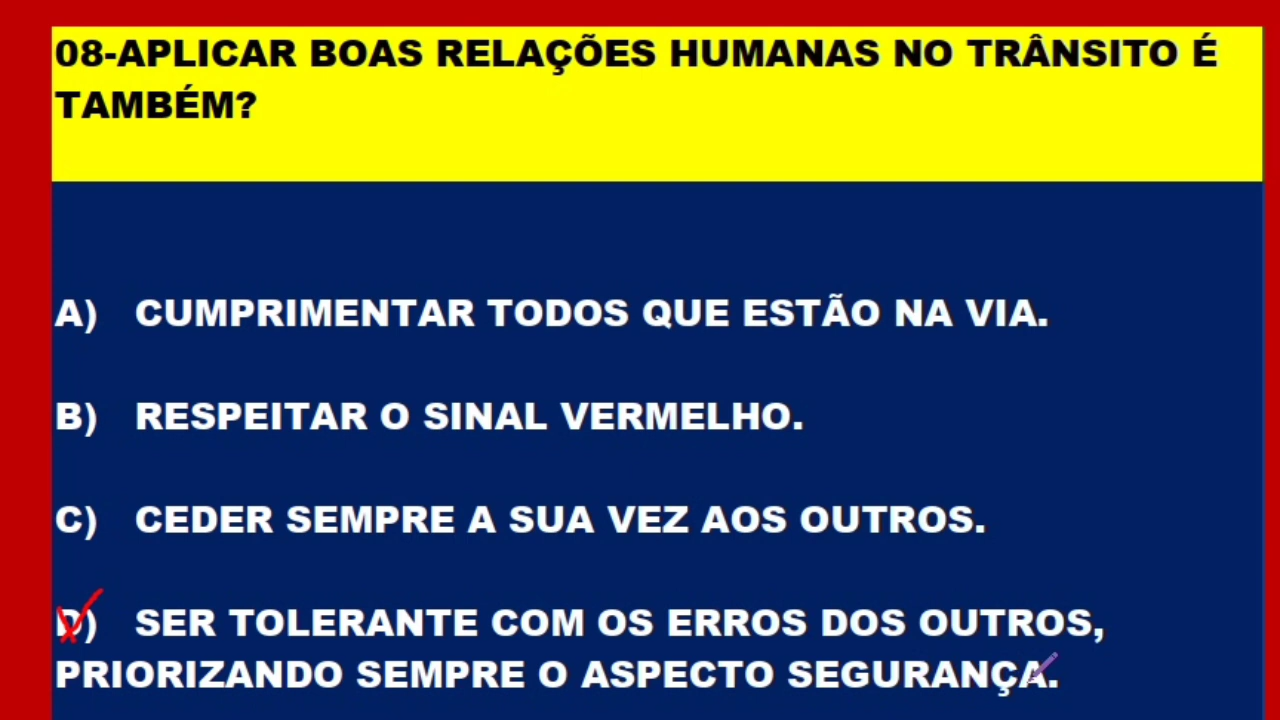 08-APLICAR BOAS RELAÇÕES HUMANAS NO TRÂNSITO É
TAMBÉM?
A) CUMPRIMENTAR TODOS QUE ESTÃO NA VIA.
B) RESPEITAR O SINAL VERMELHO.
C) CEDER SEMPRE A SUA VEZ AOS OUTROS.
D) SER TOLERANTE COM OS ERROS DOS OUTROS,
PRIORIZANDO SEMPRE O ASPECTO SEGURANÇA.